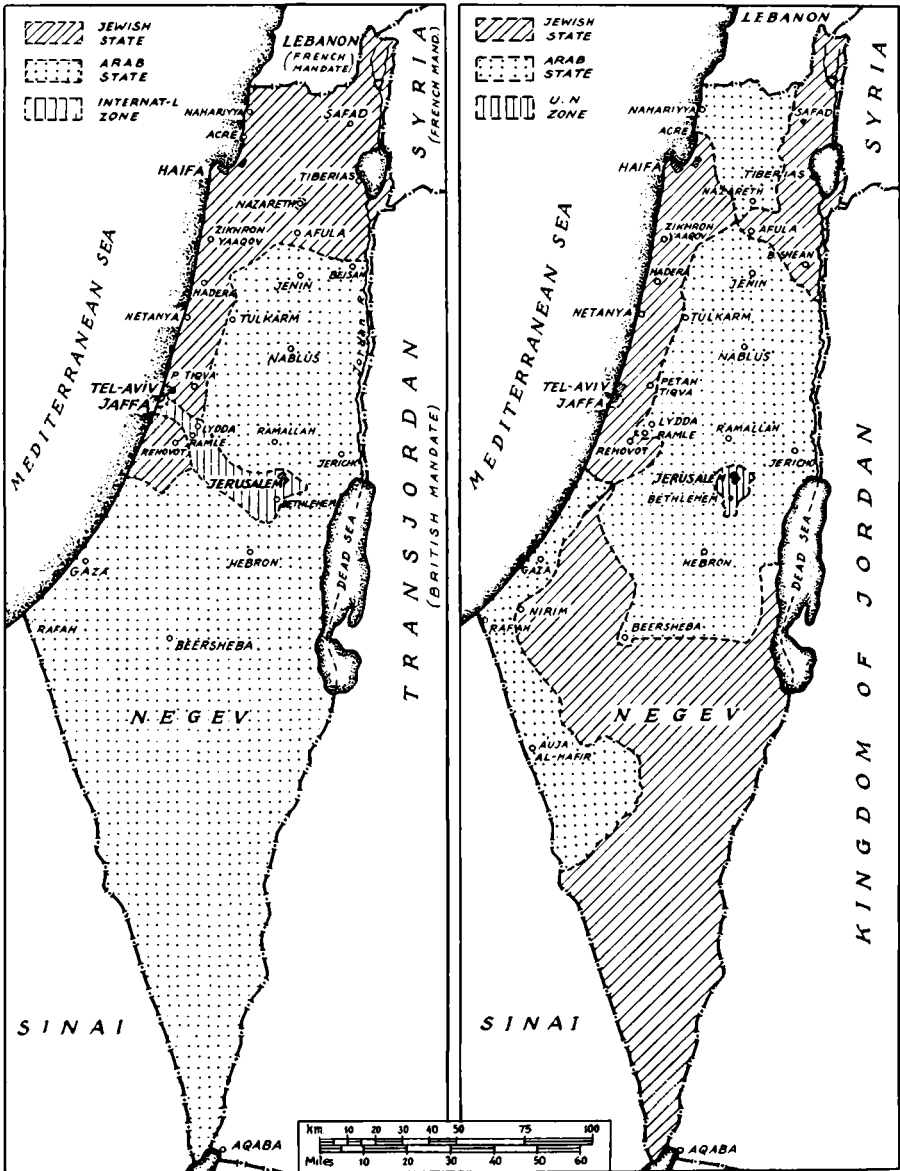 JEWISH
STATE
ARAB
STATE
INTERNAT-L
ZONE
LEBANON
(FRENCH
MANDATE)
SYRIA
(FRENCH MAND.)
NAHARIYYA
SAFAD
ACRE
HAIFA
TIBERIAS
NAZARETH
ZIKHRON
YAAQOV
AFULA
BEISAN
HADERA
JENIN
NETANYA
TULKARM
Jordan R.
NABLUS
MEDITERRANEAN SEA
P. TIQVA
TEL-AVIV
JAFFA
LYDDA
RAMLE
RAMALLAH
REHOVOT
JERICHO
JERUSALEM
BETHLEHEM
DEAD SEA
GAZA
HEBRON
RAFAH
BEERSHEBA
TRANSJORDAN
(BRITISH MANDATE)
NEGEV
SINAI
AQABA
JEWISH
STATE
ARAB
STATE
U.N
ZONE
LEBANON
SYRIA
NAHARIYYA
SAFAD
ACRE
HAIFA
TIBERIAS
NAZARETH
ZIKHRON
YAAQOV
AFULA
B. SHEAN
HADERA
JENIN
NETANYA
TULKARM
NABLUS
MEDITERRANEAN SEA
TEL-AVIV
JAFFA
PETAH
TIQVA
LYDDA
RAMLE
RAMALLAH
REHOVOT
JERICHO
JERUSALEM
BETHLEHEM
DEAD SEA
GAZA
HEBRON
NIRIM
RAFAH
BEERSHEBA
KINGDOM OF JORDAN
NEGEV
AUJA
AL-HAFIR
SINAI
AQABA
km 10 20 30 40 50 75 100
Miles 10 20 30 40 50 60